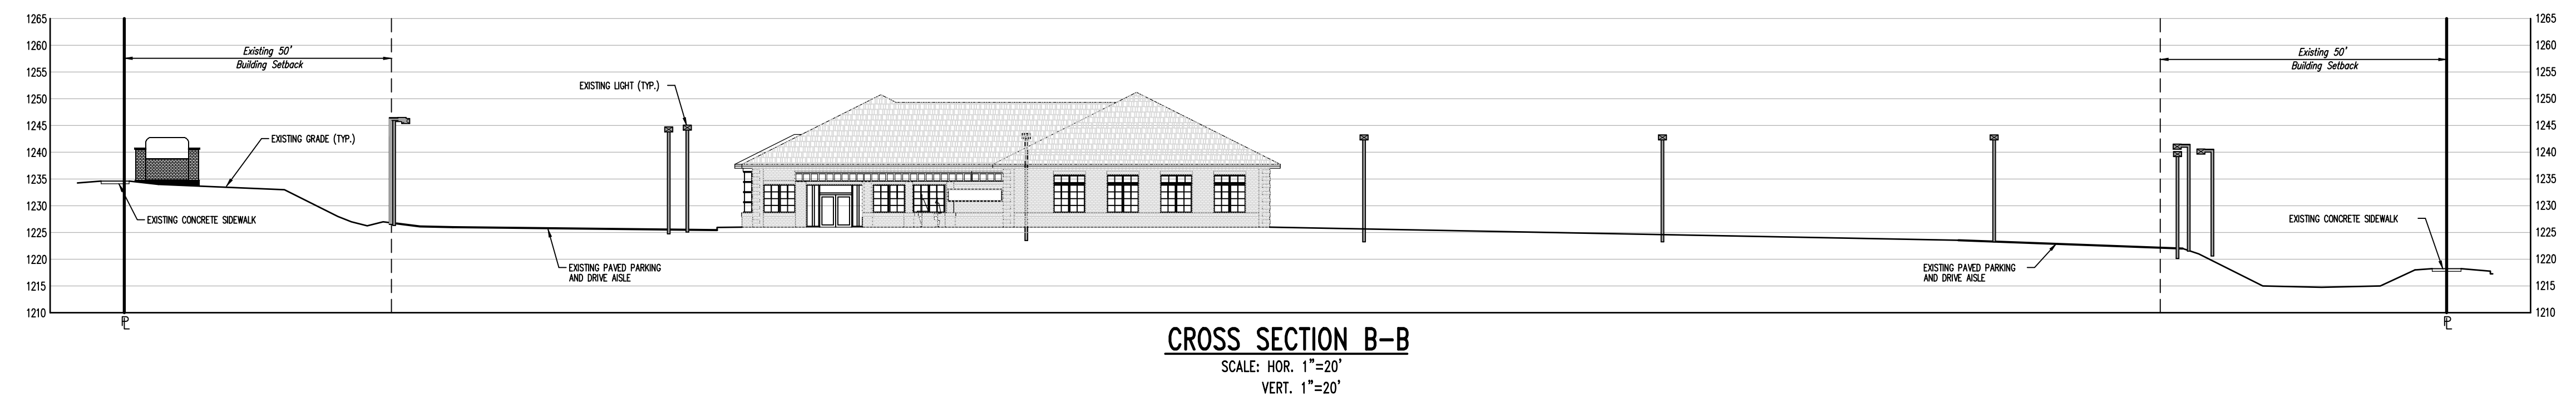 1265
1260
1255
1250
1245
1240
1235
1230
1225
1220
1215
1210
Existing 50'
Building Setback
EXISTING GRADE (TYP.)
EXISTING CONCRETE SIDEWALK
EXISTING LIGHT (TYP.)
EXISTING PAVED PARKING
AND DRIVE AISLE
EXISTING PAVED PARKING
AND DRIVE AISLE
Existing 50'
Building Setback
EXISTING CONCRETE SIDEWALK
1265
1260
1255
1250
1245
1240
1235
1230
1225
1220
1215
1210
PL
PL
CROSS SECTION B-B
SCALE: HOR. 1"=20'
VERT. 1"=20'